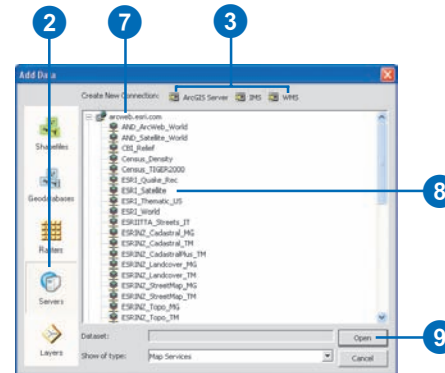 2
7
3
Add Data
Create New Connection: ArcGIS Server IMS WMS
arcweb.esri.com
AND_ArcWeb_World
AND_Satellite_World
CBI_Relief
Census_Density
Census_TIGER2000
ESRI_Quake_Rec
ESRI_Satellite
8
ESRI_Thematic_US
ESRI_World
ESRIITTA_Streets_IT
ESRINZ_Cadastral_MG
ESRINZ_Cadastral_TM
ESRINZ_CadastralPlus_TM
ESRINZ_Landcover_MG
ESRINZ_Landcover_TM
ESRINZ_StreetMap_MG
ESRINZ_StreetMap_TM
ESRINZ_Topo_MG
ESRINZ_Topo_TM
Shapefiles
Geodatabases
Rasters
Servers
Layers
Dataset:
Open
9
Show of type: Map Services
Cancel